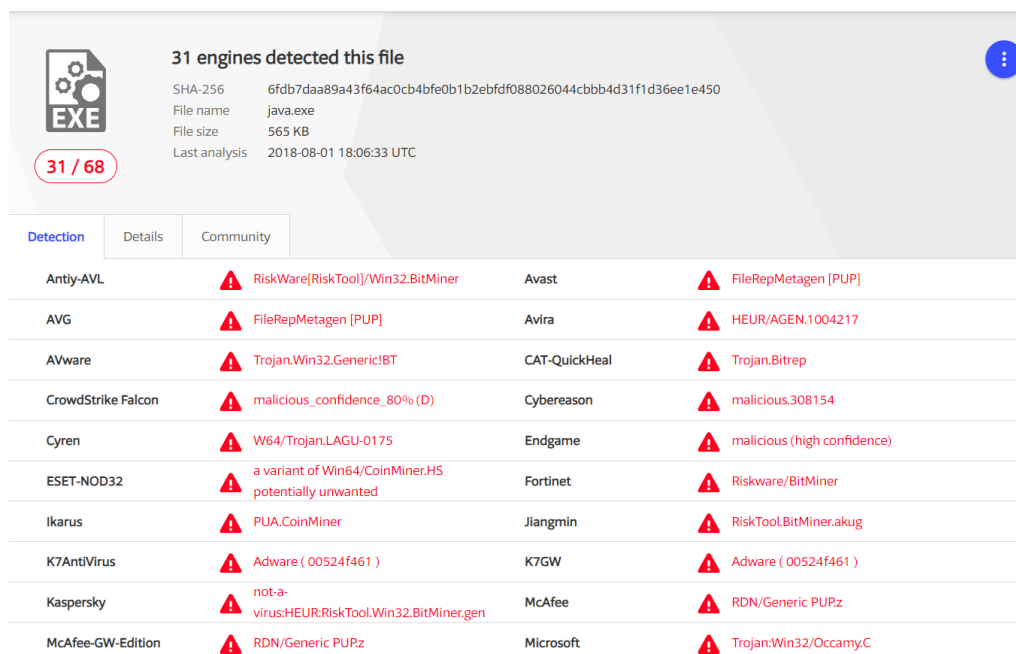 31 engines detected this file
SHA-256 6fdb7daa89a43f64ac0cb4bfe0b1b2ebfdf088026044cbbb4d31f1d36ee1e450
File name java.exe
File size 565 KB
Last analysis 2018-08-01 18:06:33 UTC
EXE
31 / 68
Detection Details Community
Antiy-AVL RiskWare[RiskTool]/Win32.BitMiner Avast FileRepMetagen [PUP]
AVG FileRepMetagen [PUP] Avira HEUR/AGEN.1004217
AVware Trojan.Win32.Generic!BT CAT-QuickHeal Trojan.Bitrep
CrowdStrike Falcon malicious_confidence_80% (D) Cybereason malicious.308154
Cyren W64/Trojan.LAGU-0175 Endgame malicious (high confidence)
ESET-NOD32 a variant of Win64/CoinMiner.HS
potentially unwanted Fortinet Riskware/BitMiner
Ikarus PUA.CoinMiner Jiangmin RiskTool.BitMiner.akug
K7AntiVirus Adware ( 00524f461 ) K7GW Adware ( 00524f461 )
Kaspersky not-a-
virus:HEUR:RiskTool.Win32.BitMiner.gen McAfee RDN/Generic PUP.z
McAfee-GW-Edition RDN/Generic PUP.z Microsoft Trojan:Win32/Occamy.C